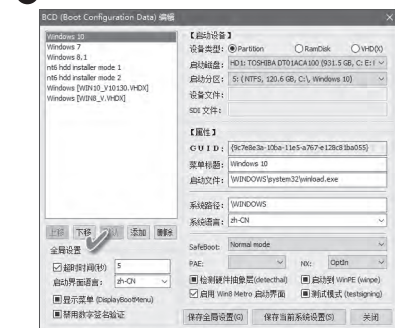 BCD (Boot Configuration Data) 编辑
Windows 10
Windows 7
Windows 8.1
nt6 hdd installer mode 1
nt6 hdd installer mode 2
Windows [WIN10_V10130.VHDX]
Windows [WIN8_V.VHDX]
上移 下移 添加 删除
全局设置
超时时间(秒) 5
启动界面语言: zh-CN
显示菜单 (DisplayBootMenu)
禁用数字签名验证
【启动设备】
设备类型: Partition RamDisk VHD(X)
启动磁盘: HD1: TOSHIBA DT01ACA100 (931.5 GB, C: E: I
启动分区: 5: (NTFS, 120.6 GB, C:\, Windows 10)
设备文件:
SDI 文件:
【属性】
GUID: {9c7e8e3a-10ba-11e5-a767-e128c81ba055}
菜单标题: Windows 10
启动文件: \WINDOWS\system32\winload.exe
系统路径: \WINDOWS
系统语言: zh-CN
SafeBoot: Normal mode
PAE: NX: OptIn
检测硬件抽象层(detecthal) 启动到 WinPE (winpe)
启用 Win8 Metro 启动界面 测试模式 (testsigning)
保存全局设置(G) 保存当前系统设置(S) 关闭